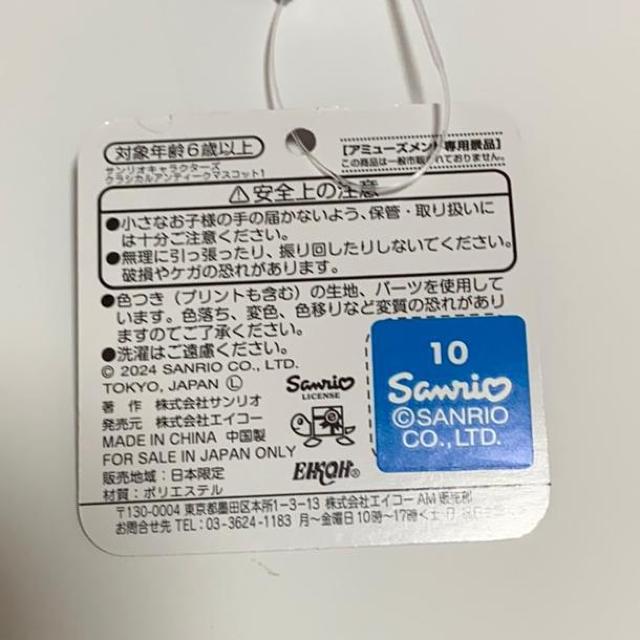 対象年齢6歳以上
サンリオキャラクターズ
クラシカルアンティークマスコット1
[アミューズメント専用景品]
この商品は一般市販されておりません。
⚠安全上の注意
●小さなお子様の手の届かないよう、保管・取り扱いに
は十分ご注意ください。
●無理に引っ張ったり、振り回したりしないでください。
破損やケガの恐れがあります。
●色つき（プリントも含む）の生地、パーツを使用して
います。色落ち、変色、色移りなど変質の恐れがあり
ますのでご了承ください。
●洗濯はご遠慮ください。
© 2024 SANRIO CO., LTD.
TOKYO, JAPAN Ⓛ
著 作 株式会社サンリオ
発売元 株式会社エイコー
MADE IN CHINA 中国製
FOR SALE IN JAPAN ONLY
販売地域：日本限定
材質：ポリエステル
Sanrio
LICENSE
EIKOH®
10
Sanrio
©SANRIO
CO., LTD.
〒130-0004 東京都墨田区本所1-3-13 株式会社エイコー AM販売部
お問合せ先 TEL：03-3624-1183 月～金曜日10時～17時